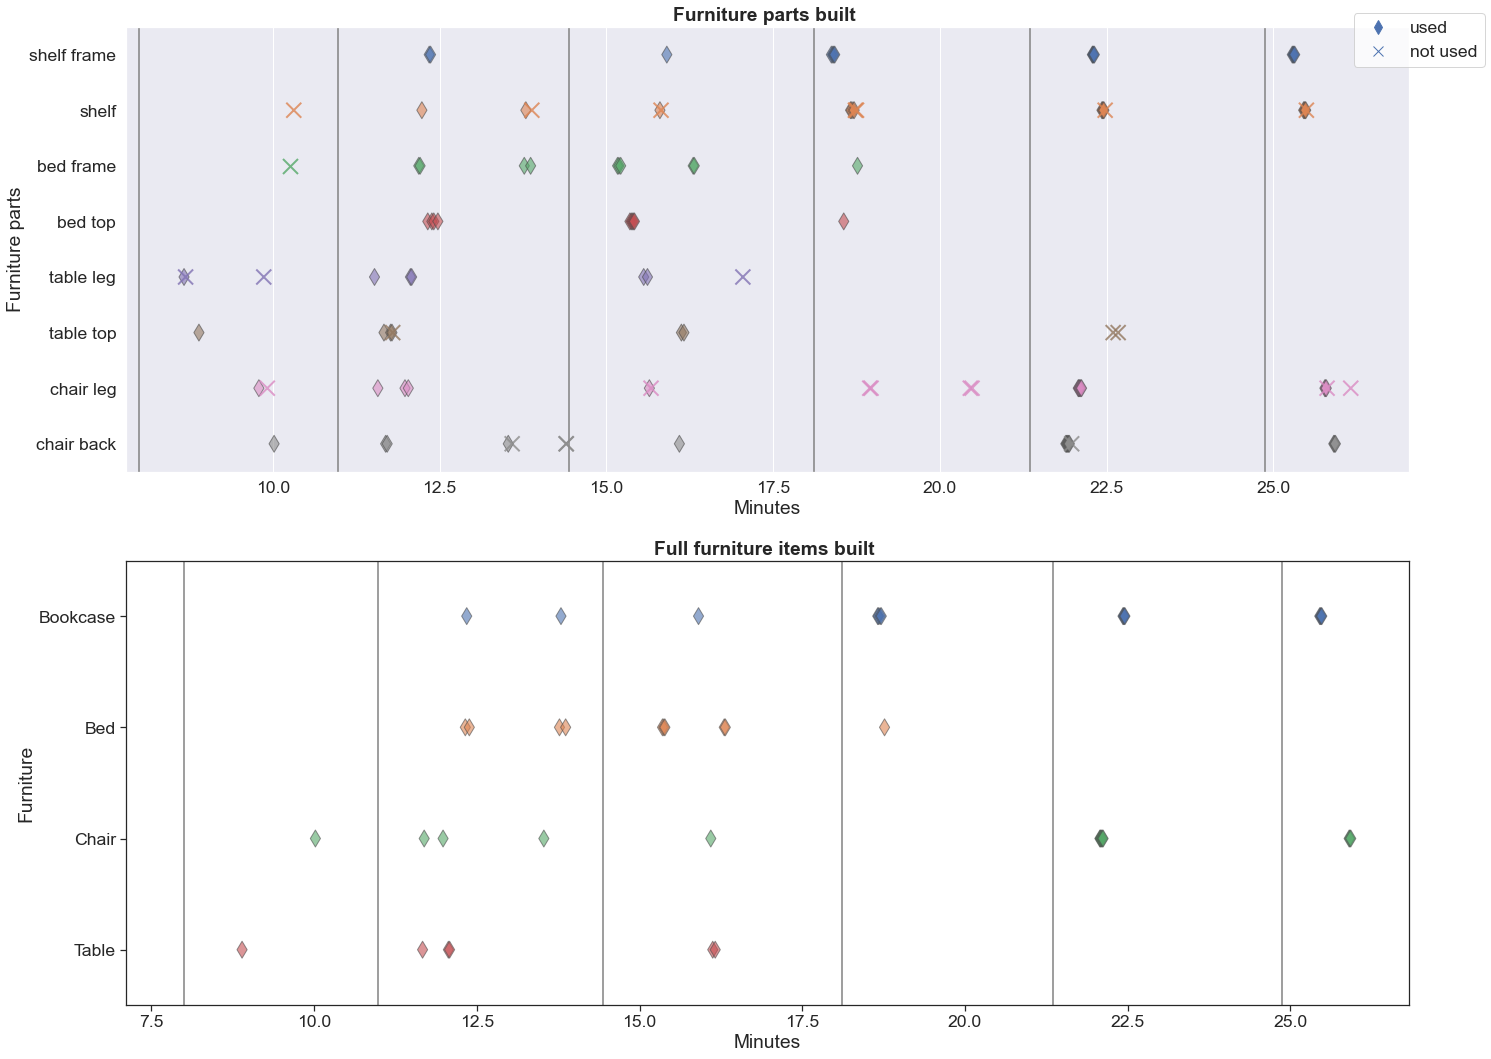 Furniture parts built
used
not used
shelf frame
shelf
bed frame
bed top
table leg
table top
chair leg
chair back
Furniture parts
10.0 12.5 15.0 17.5 20.0 22.5 25.0
Minutes
Full furniture items built
Bookcase
Bed
Chair
Table
Furniture
7.5 10.0 12.5 15.0 17.5 20.0 22.5 25.0
Minutes